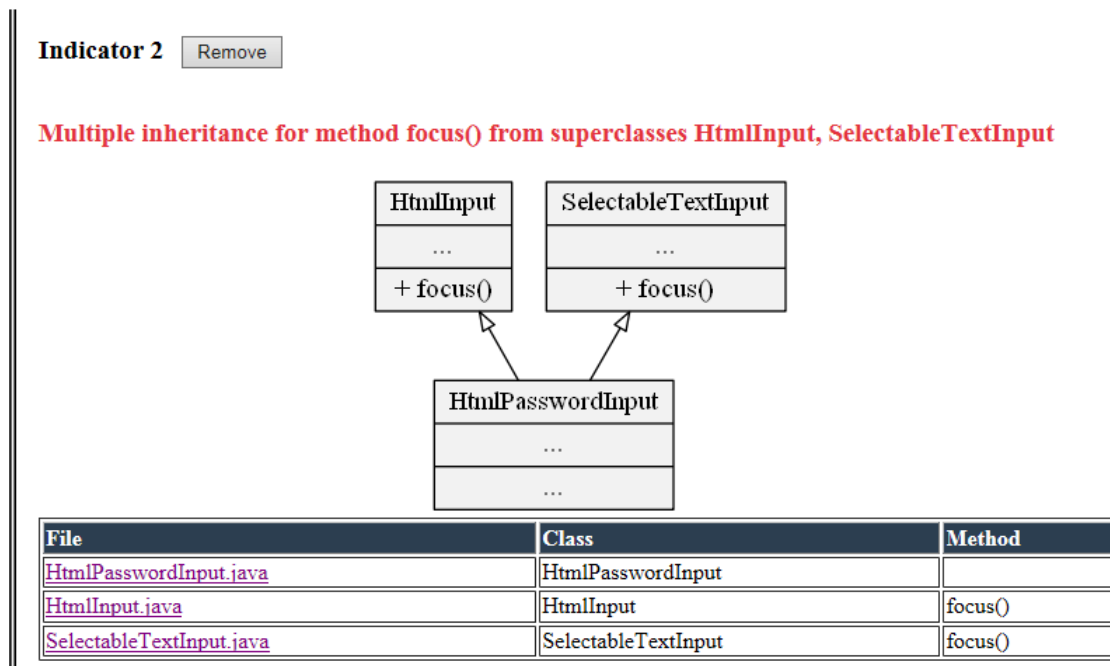 Indicator 2 Remove
Multiple inheritance for method focus() from superclasses HtmlInput, SelectableTextInput
HtmlInput SelectableTextInput
... ...
+ focus() + focus()
HtmlPasswordInput
...
...
File Class Method
HtmlPasswordInput.java HtmlPasswordInput
HtmlInput.java HtmlInput focus()
SelectableTextInput.java SelectableTextInput focus()